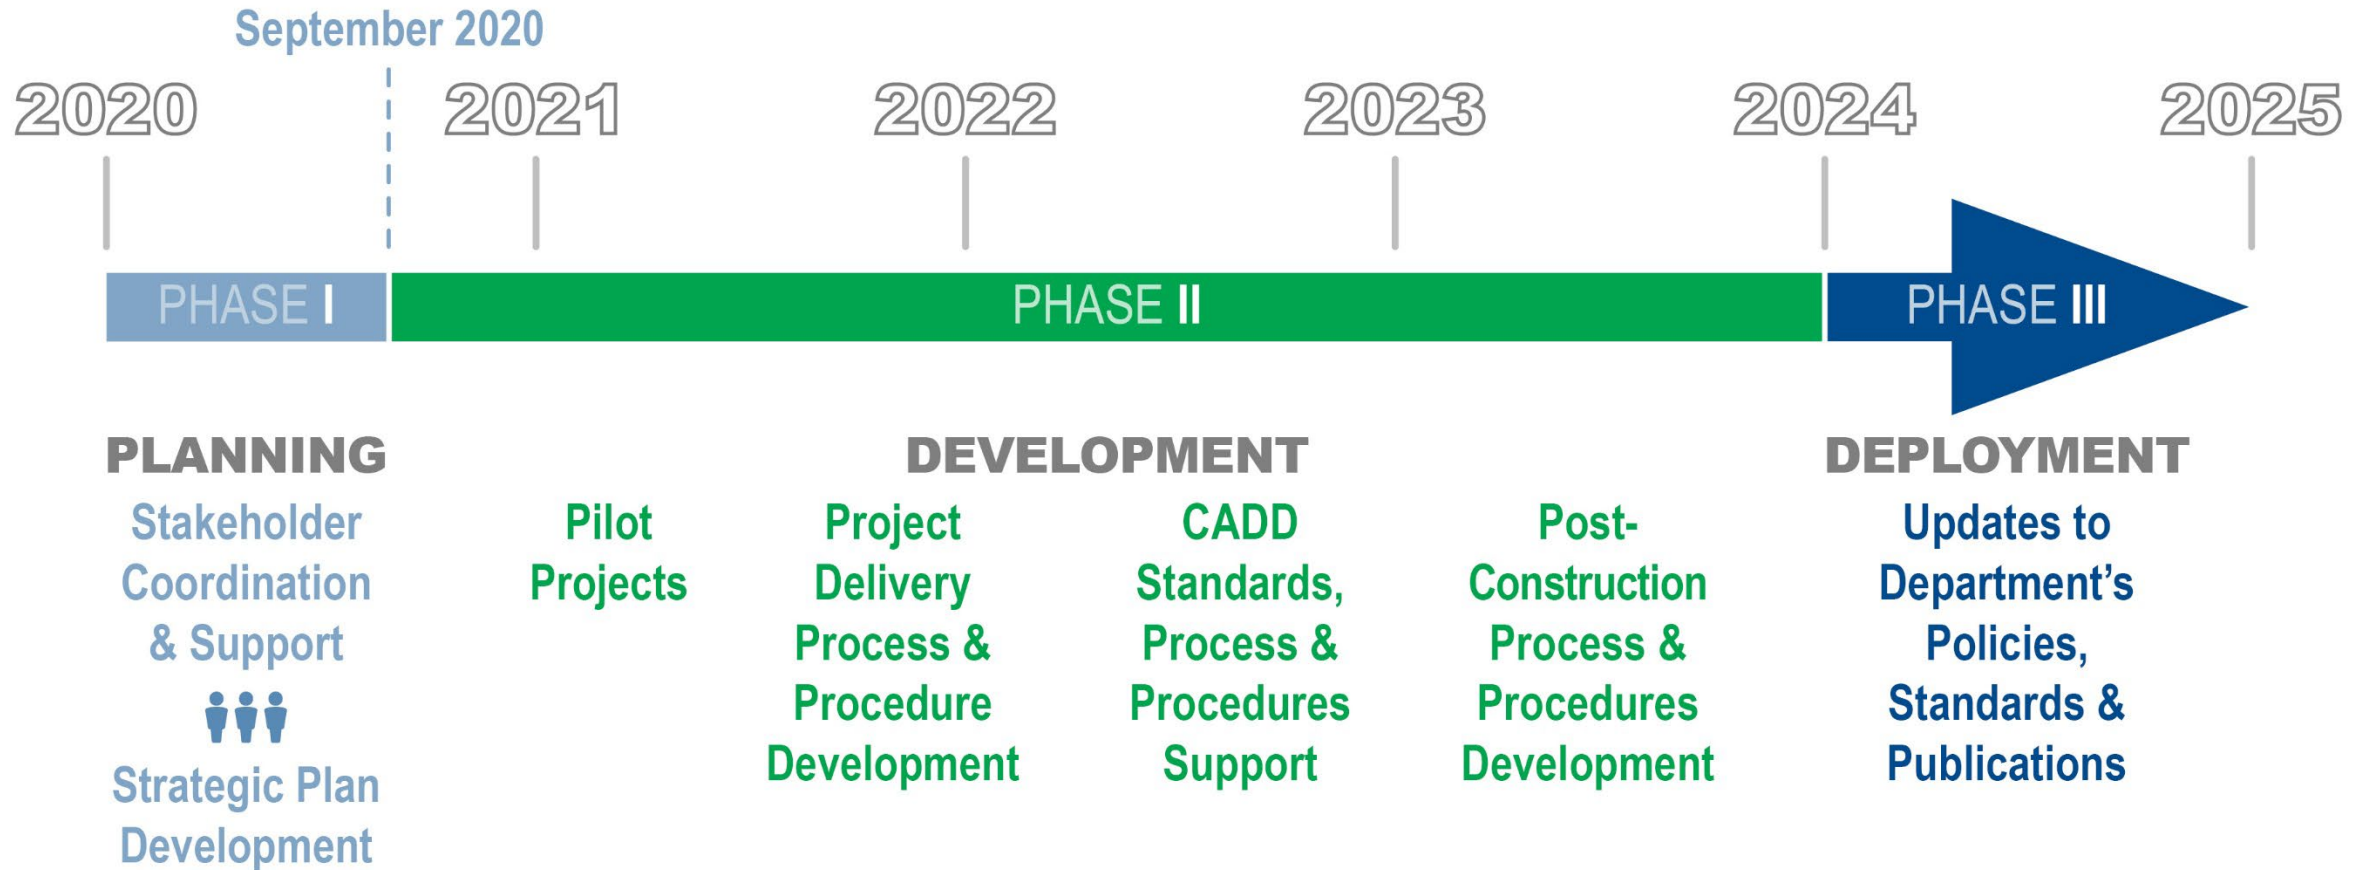 September 2020
2020 2021 2022 2023 2024 2025
PHASE I PHASE II PHASE III
PLANNING
Stakeholder
Coordination
& Support
Strategic Plan
Development
DEVELOPMENT
Pilot
Projects
Project
Delivery
Process &
Procedure
Development
CADD
Standards,
Process &
Procedures
Support
Post-
Construction
Process &
Procedures
Development
DEPLOYMENT
Updates to
Department’s
Policies,
Standards &
Publications